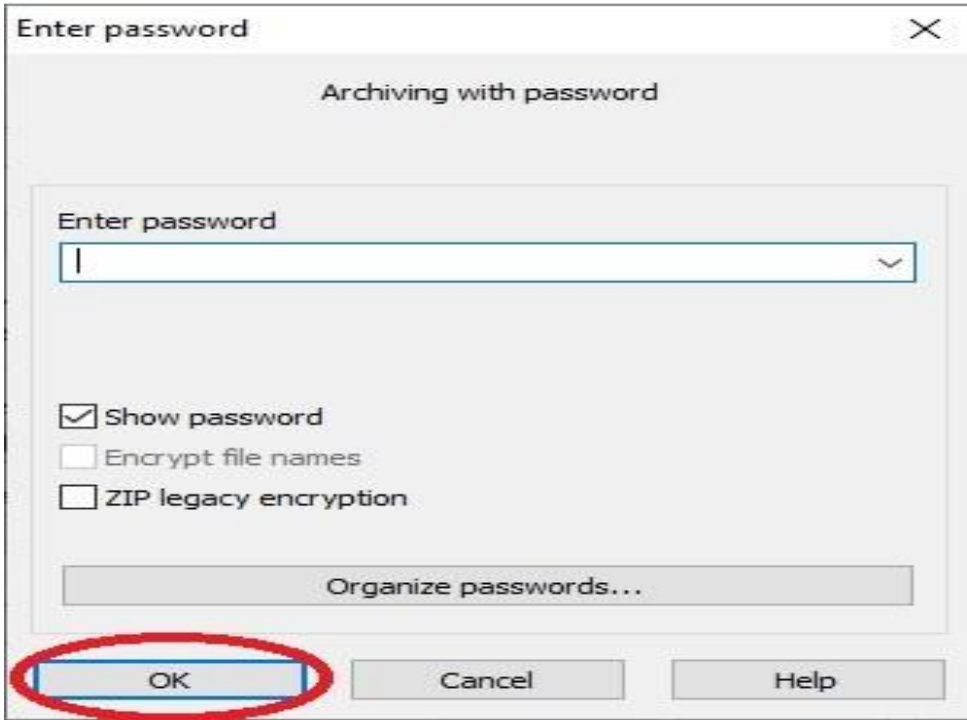 Enter password
Archiving with password
Enter password
Show password
Encrypt file names
ZIP legacy encryption
Organize passwords...
OK Cancel Help